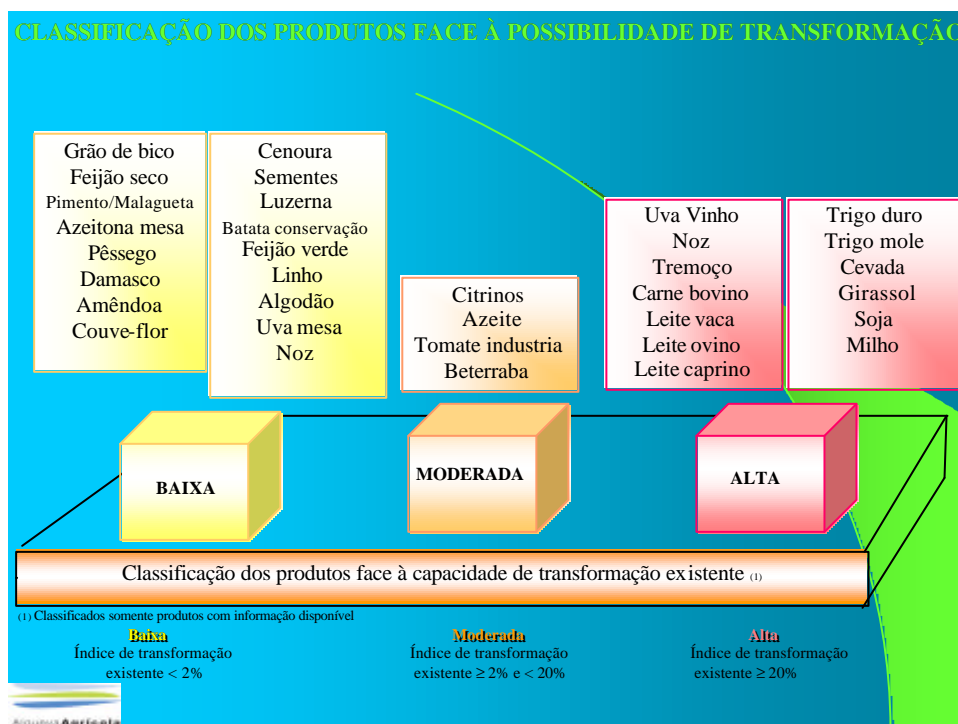 CLASSIFICAÇÃO DOS PRODUTOS FACE À POSSIBILIDADE DE TRANSFORMAÇÃO
Grão de bico
Feijão seco
Pimento/Malagueta
Azeitona mesa
Pêssego
Damasco
Amêndoa
Couve-flor
Cenoura
Sementes
Luzerna
Batata conservação
Feijão verde
Linho
Algodão
Uva mesa
Noz
Citrinos
Azeite
Tomate industria
Beterraba
Uva Vinho
Noz
Tremoço
Carne bovino
Leite vaca
Leite ovino
Leite caprino
Trigo duro
Trigo mole
Cevada
Girassol
Soja
Milho
BAIXA
MODERADA
ALTA
Classificação dos produtos face à capacidade de transformação existente (1)
(1) Classificados somente produtos com informação disponível
Baixa
Índice de transformação
existente < 2%
Moderada
Índice de transformação
existente ≥ 2% e < 20%
Alta
Índice de transformação
existente ≥ 20%
Agrícola